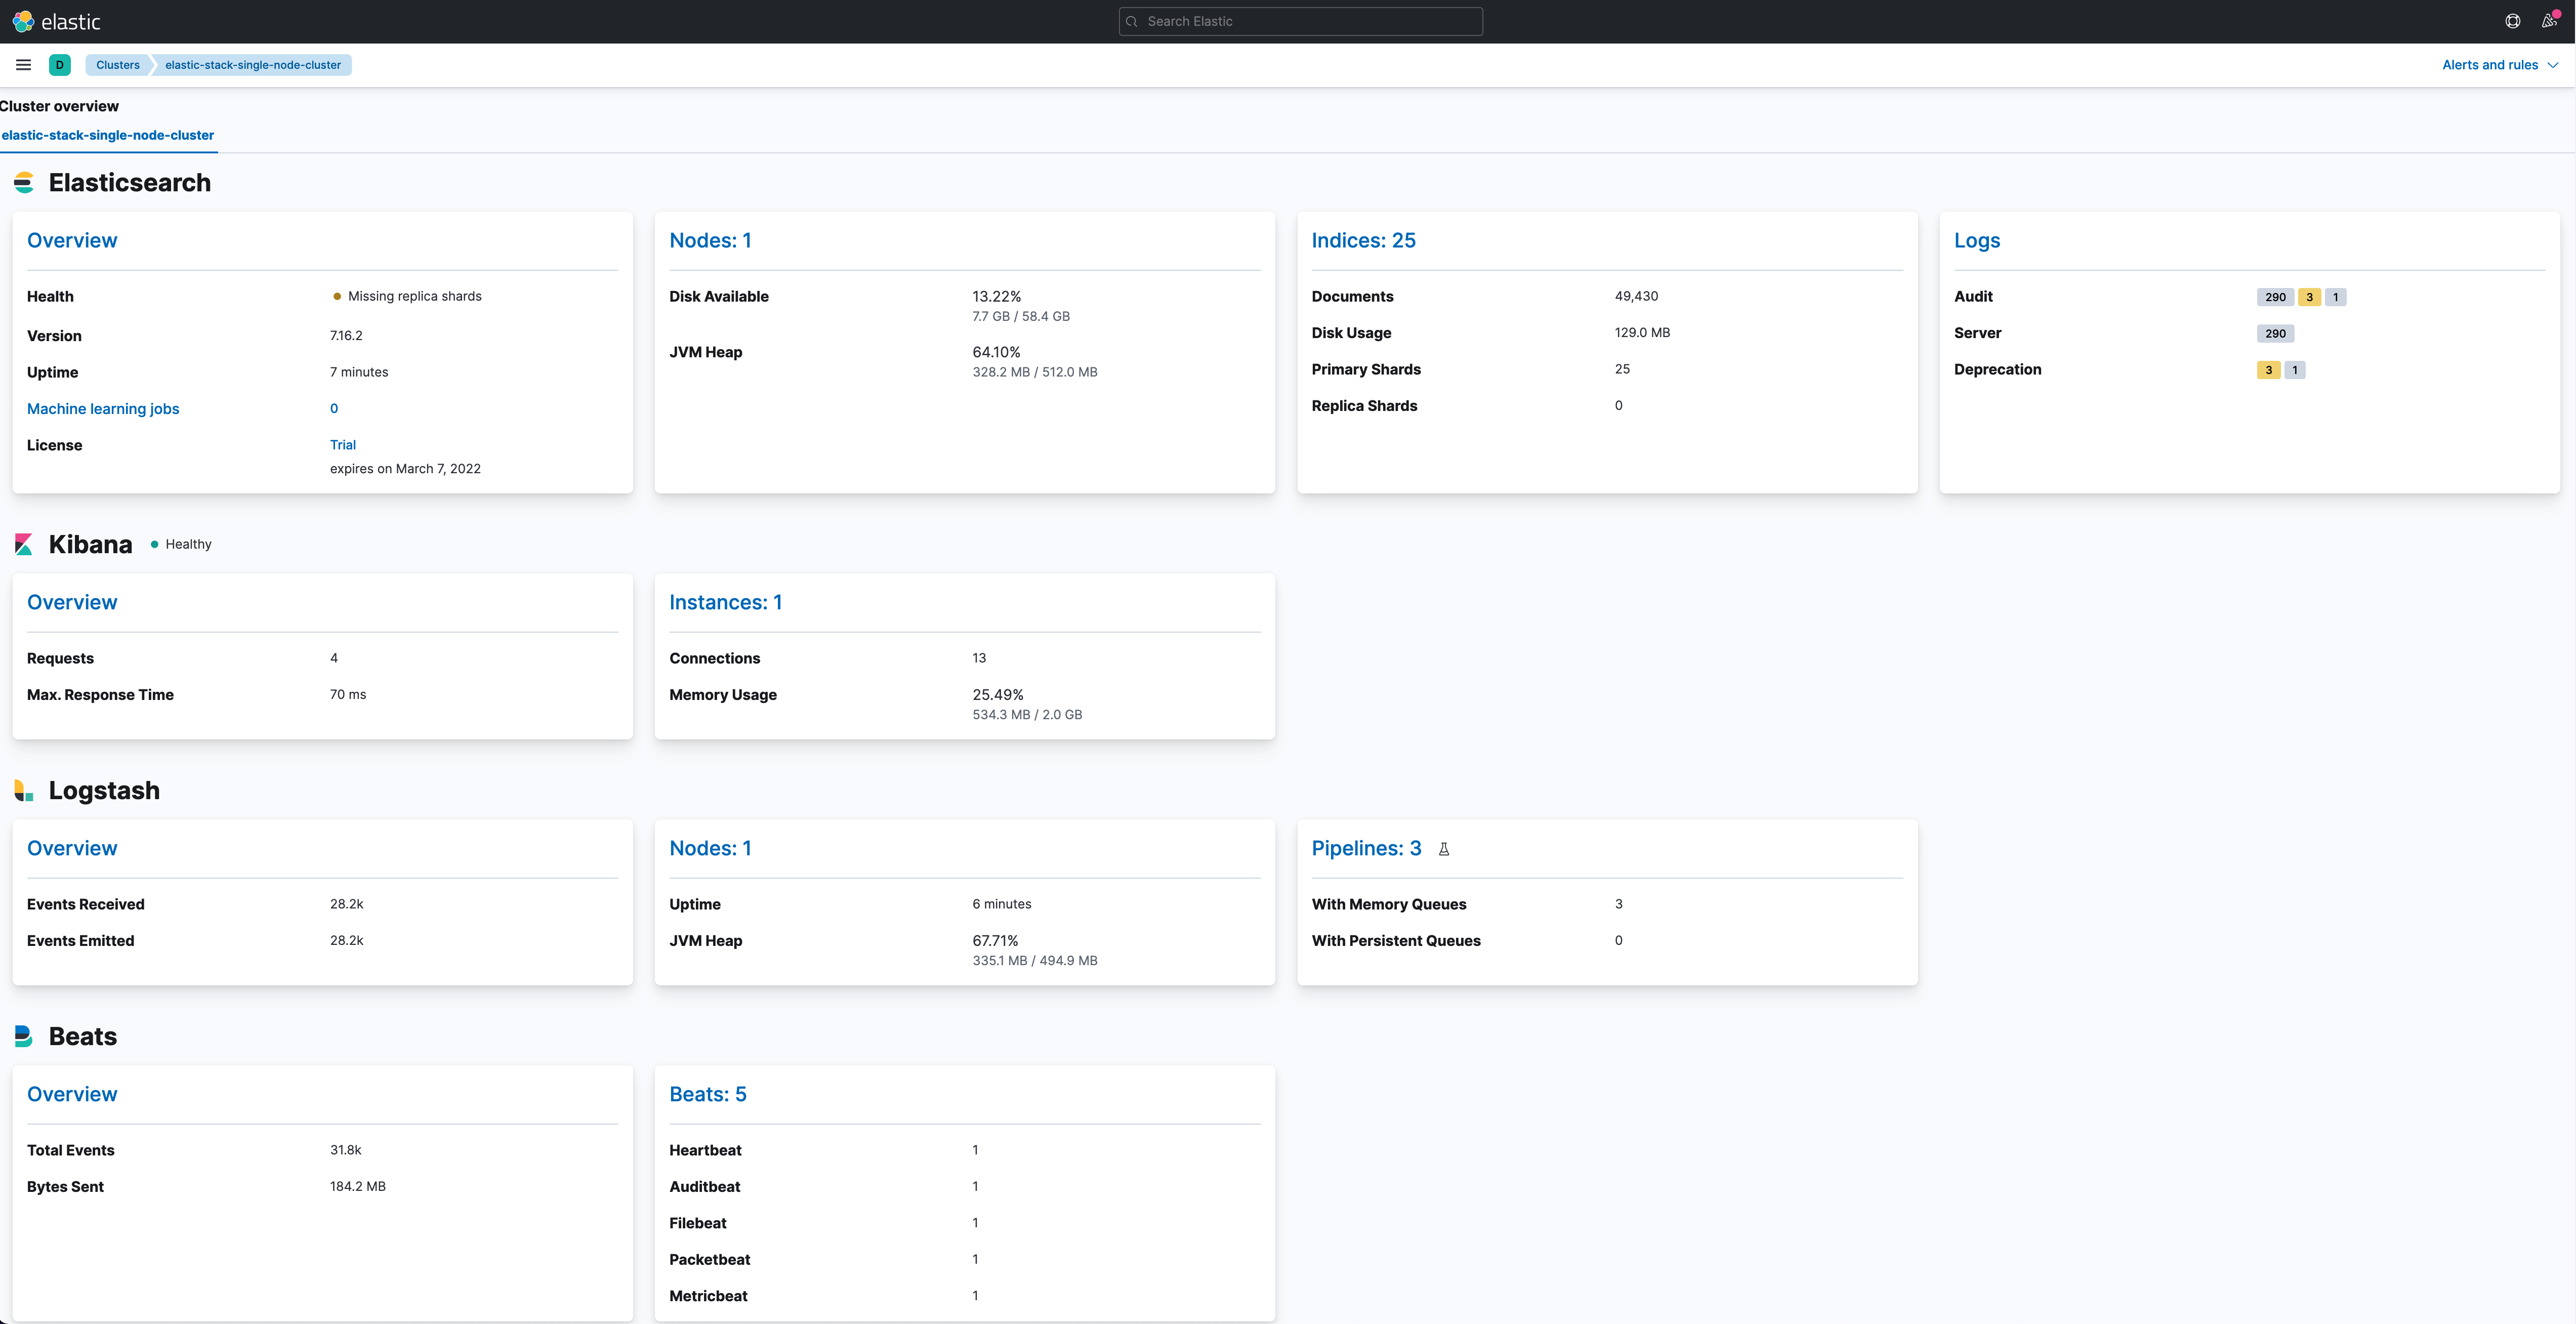 elastic
Search Elastic
D
Clusters
elastic-stack-single-node-cluster
Alerts and rules
Cluster overview
elastic-stack-single-node-cluster
Elasticsearch
Overview
Health
Missing replica shards
Version
7.16.2
Uptime
7 minutes
Machine learning jobs
0
License
Trial
expires on March 7, 2022
Nodes: 1
Disk Available
13.22%
7.7 GB / 58.4 GB
JVM Heap
64.10%
328.2 MB / 512.0 MB
Indices: 25
Documents
49,430
Disk Usage
129.0 MB
Primary Shards
25
Replica Shards
0
Logs
Audit
290 3 1
Server
290
Deprecation
3 1
Kibana
Healthy
Overview
Requests
4
Max. Response Time
70 ms
Instances: 1
Connections
13
Memory Usage
25.49%
534.3 MB / 2.0 GB
Logstash
Overview
Events Received
28.2k
Events Emitted
28.2k
Nodes: 1
Uptime
6 minutes
JVM Heap
67.71%
335.1 MB / 494.9 MB
Pipelines: 3
With Memory Queues
3
With Persistent Queues
0
Beats
Overview
Total Events
31.8k
Bytes Sent
184.2 MB
Beats: 5
Heartbeat
1
Auditbeat
1
Filebeat
1
Packetbeat
1
Metricbeat
1